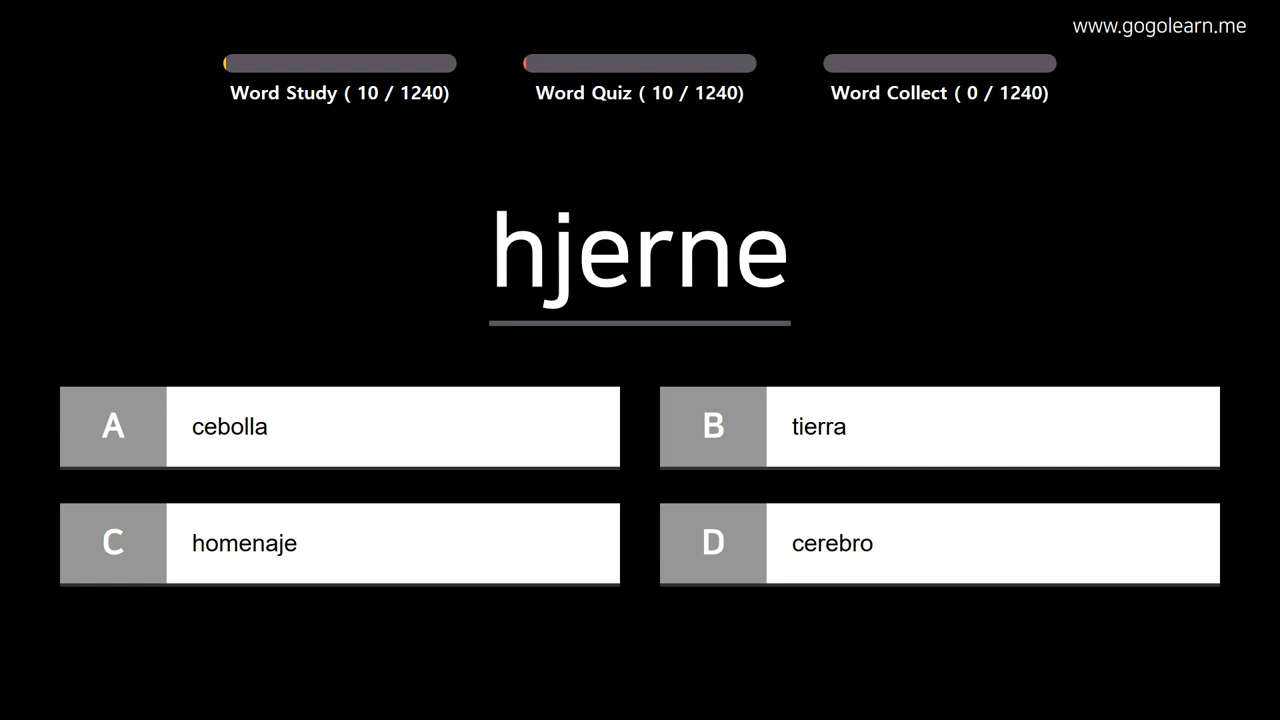 www.gogolearn.me
Word Study ( 10 / 1240)
Word Quiz ( 10 / 1240)
Word Collect ( 0 / 1240)
hjerne
A cebolla
B tierra
C homenaje
D cerebro